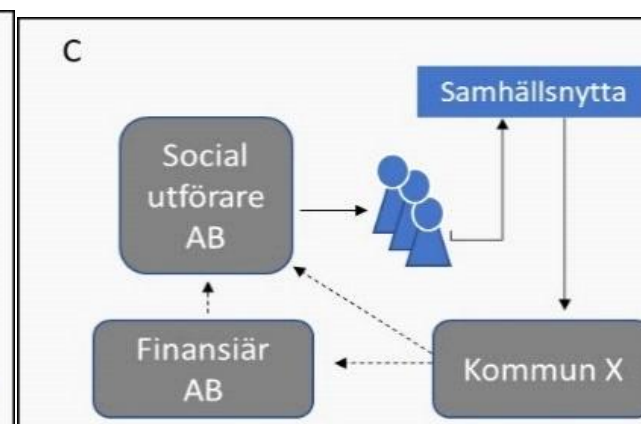 C
Samhällsnytta
Social
utförare
AB
Finansiär
AB
Kommun X